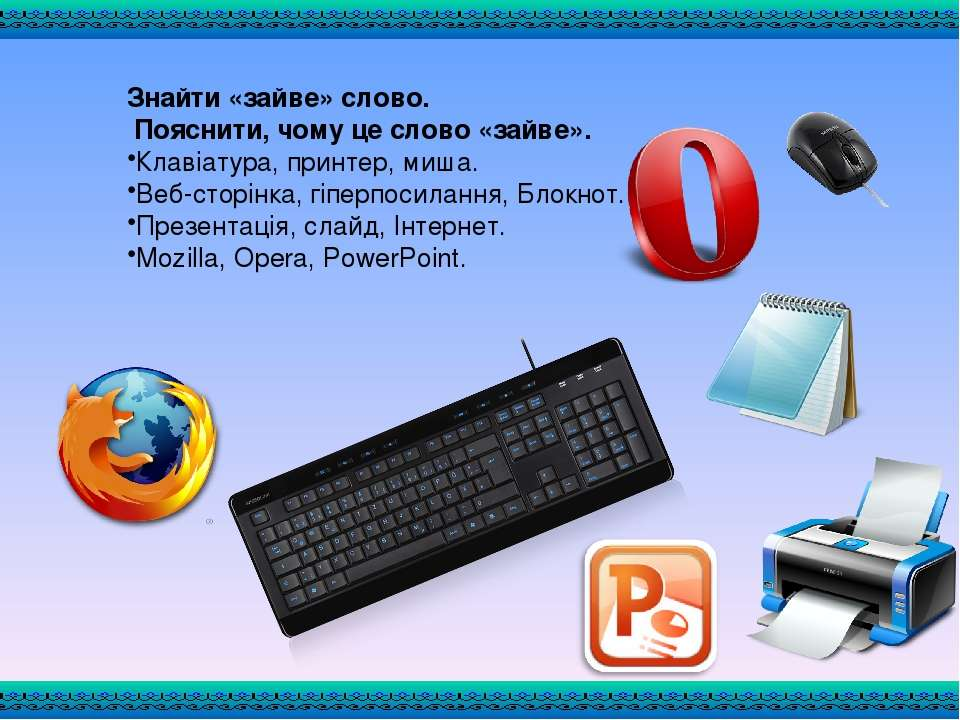 Знайти «зайве» слово.
Пояснити, чому це слово «зайве».
•Клавіатура, принтер, миша.
•Веб-сторінка, гіперпосилання, Блокнот.
•Презентація, слайд, Інтернет.
•Mozilla, Opera, PowerPoint.